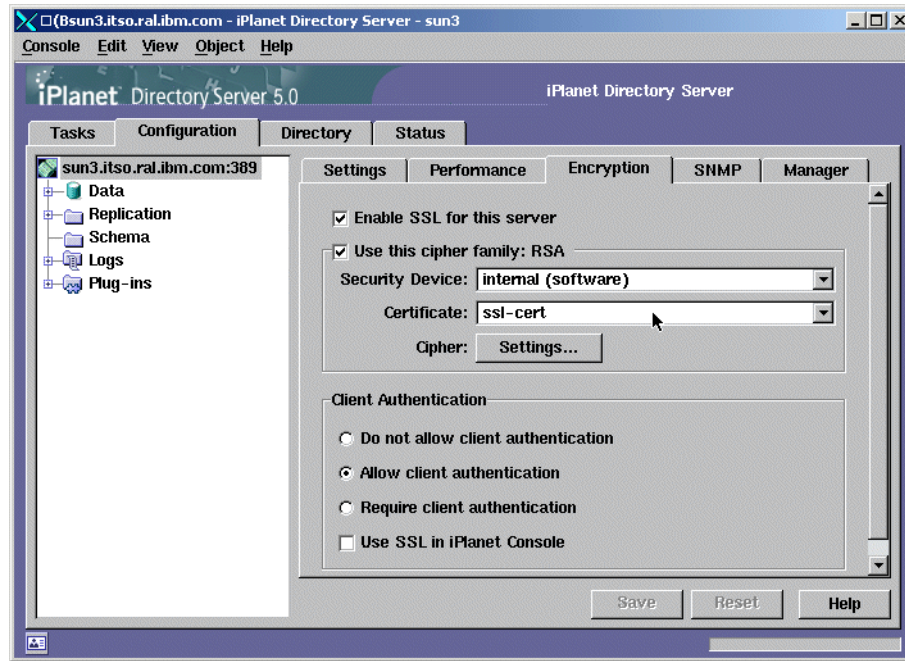 □(Bsun3.itso.ral.ibm.com - iPlanet Directory Server - sun3
Console Edit View Object Help
iPlanet Directory Server 5.0
iPlanet Directory Server
Tasks Configuration Directory Status
sun3.itso.ral.ibm.com:389
Data
Replication
Schema
Logs
Plug-ins
Settings Performance Encryption SNMP Manager
Enable SSL for this server
Use this cipher family: RSA
Security Device: internal (software)
Certificate: ssl-cert
Cipher: Settings...
Client Authentication
Do not allow client authentication
Allow client authentication
Require client authentication
Use SSL in iPlanet Console
Save Reset Help